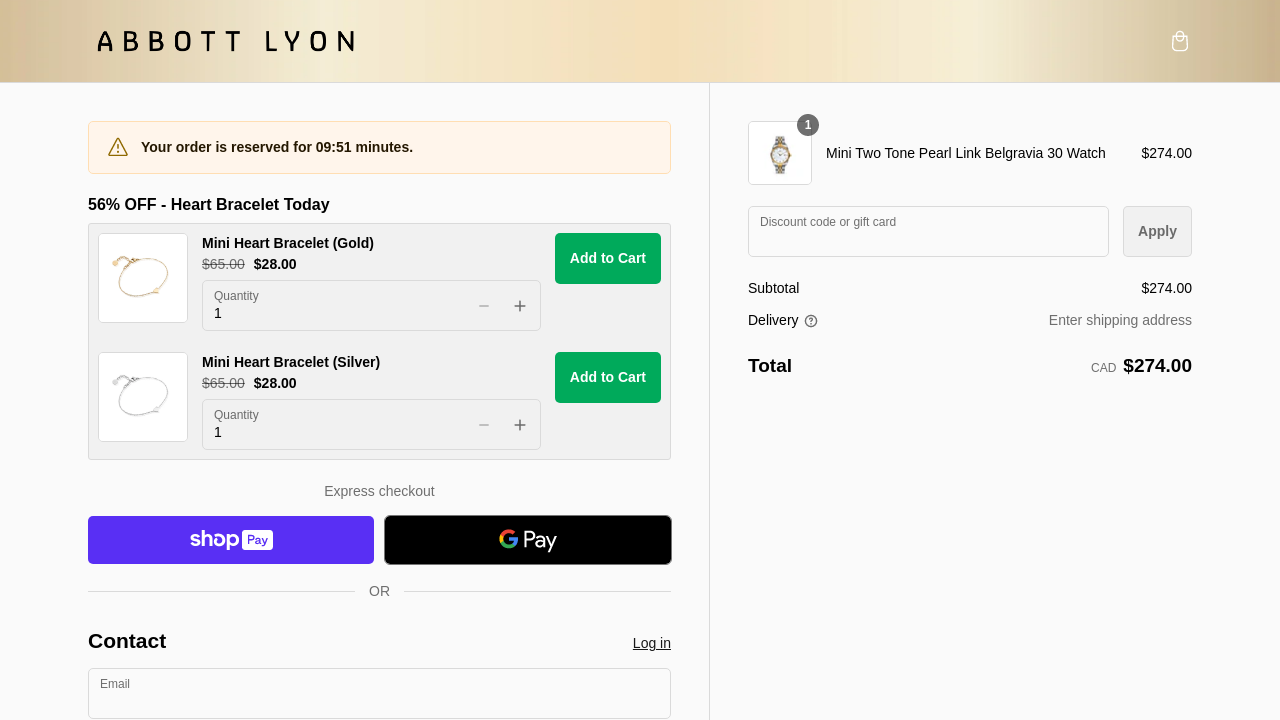 ABBOTT LYON
Your order is reserved for 09:51 minutes.
56% OFF - Heart Bracelet Today
Mini Heart Bracelet (Gold)
$65.00 $28.00
Quantity
1
Add to Cart
Mini Heart Bracelet (Silver)
$65.00 $28.00
Quantity
1
Add to Cart
Express checkout
shop Pay
G Pay
OR
Contact
Log in
Email
1
Mini Two Tone Pearl Link Belgravia 30 Watch $274.00
Discount code or gift card
Apply
Subtotal $274.00
Delivery Enter shipping address
Total CAD $274.00